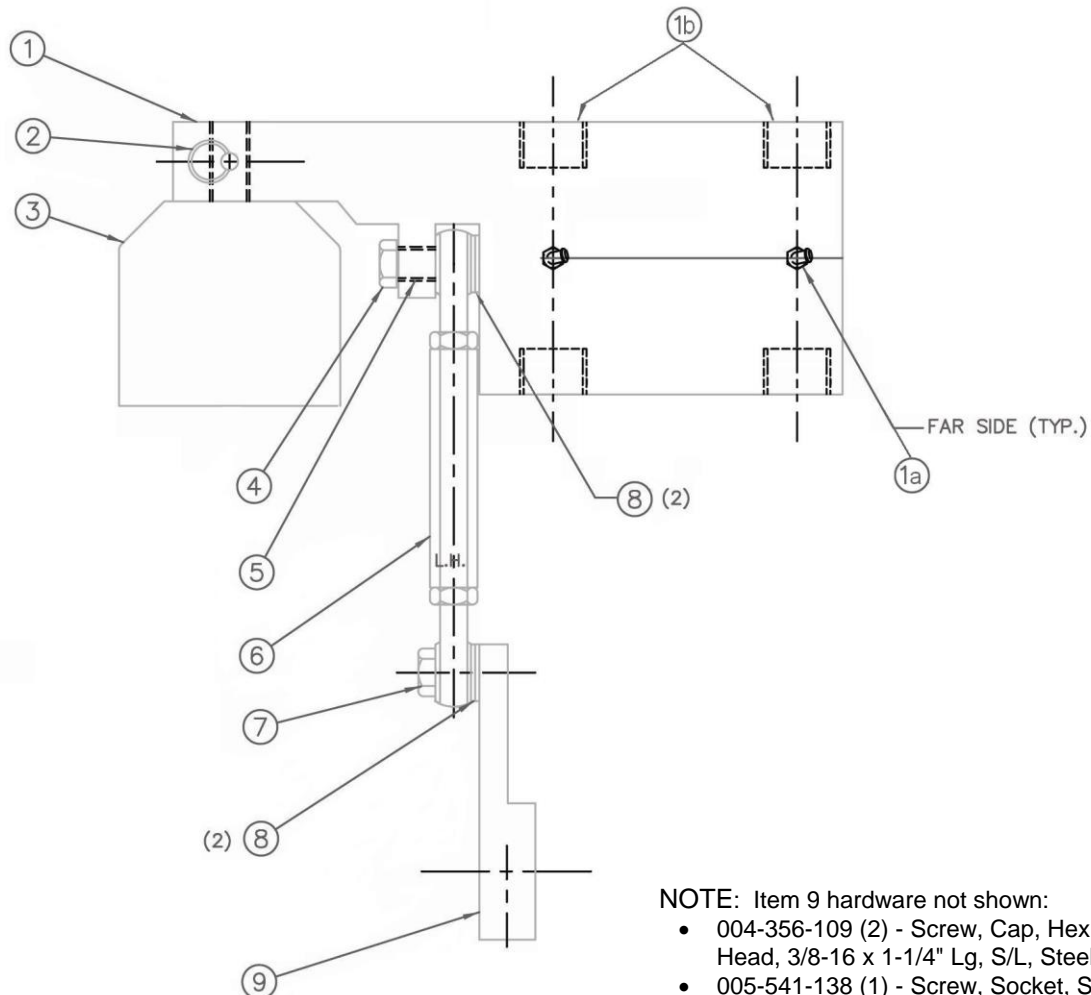 1
1b
2
3
FAR SIDE (TYP.)
1a
4
8 (2)
5
L.H.
6
7
(2) 8
9
NOTE: Item 9 hardware not shown:
• 004-356-109 (2) - Screw, Cap, Hex
Head, 3/8-16 x 1-1/4" Lg, S/L, Steel
• 005-541-138 (1) - Screw, Socket, S